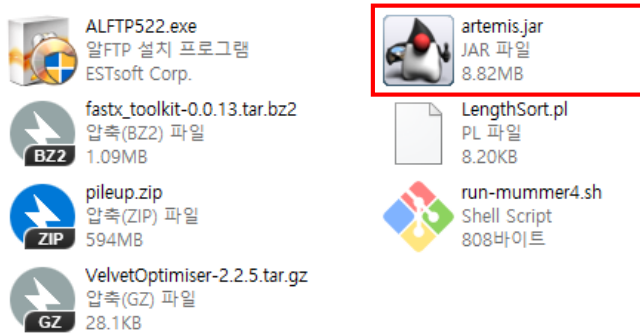 ALFTP522.exe
알FTP 설치 프로그램
ESTsoft Corp.
artemis.jar
JAR 파일
8.82MB
fastx_toolkit-0.0.13.tar.bz2
압축(BZ2) 파일
1.09MB
BZ2
LengthSort.pl
PL 파일
8.20KB
pileup.zip
압축(ZIP) 파일
594MB
ZIP
run-mummer4.sh
Shell Script
808바이트
VelvetOptimiser-2.2.5.tar.gz
압축(GZ) 파일
28.1KB
GZ